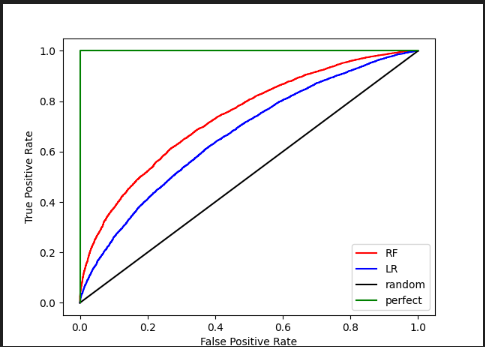 1.0
0.8
0.6
0.4
0.2
0.0
True Positive Rate
RF
LR
random
perfect
0.0 0.2 0.4 0.6 0.8 1.0
False Positive Rate